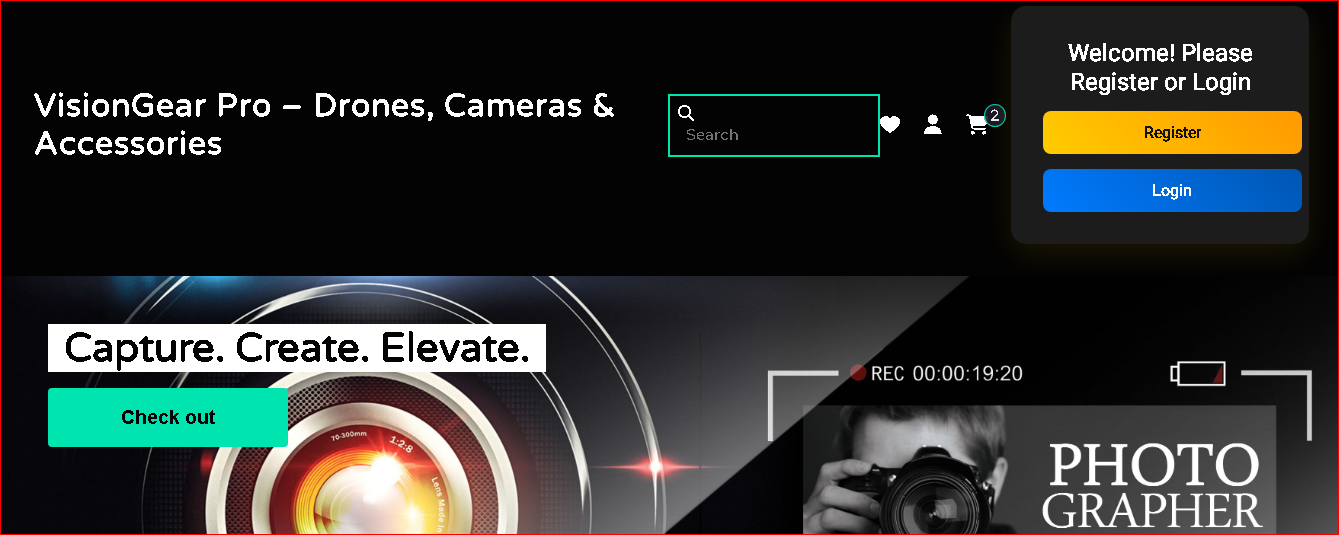 VisionGear Pro – Drones, Cameras &
Accessories
Search
2
Welcome! Please
Register or Login
Register
Login
Capture. Create. Elevate.
Check out
REC 00:00:19:20
70-300mm
1:2:8
Lens Made In
PHOTO
GRAPHER